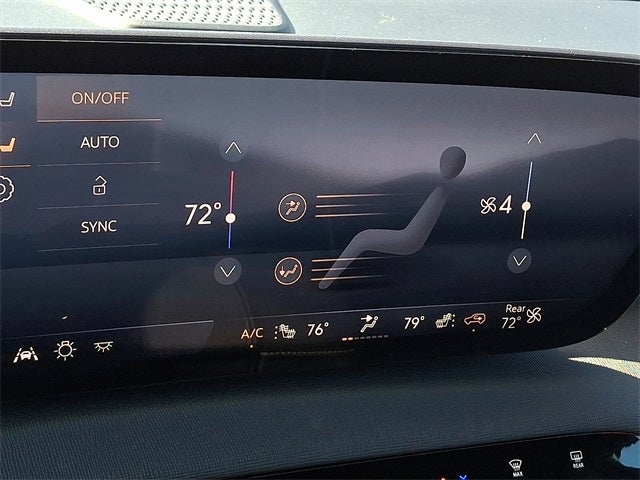 ON/OFF
AUTO
SYNC
72°
4
A/C 76° 79° Rear 72°
MAX
REAR